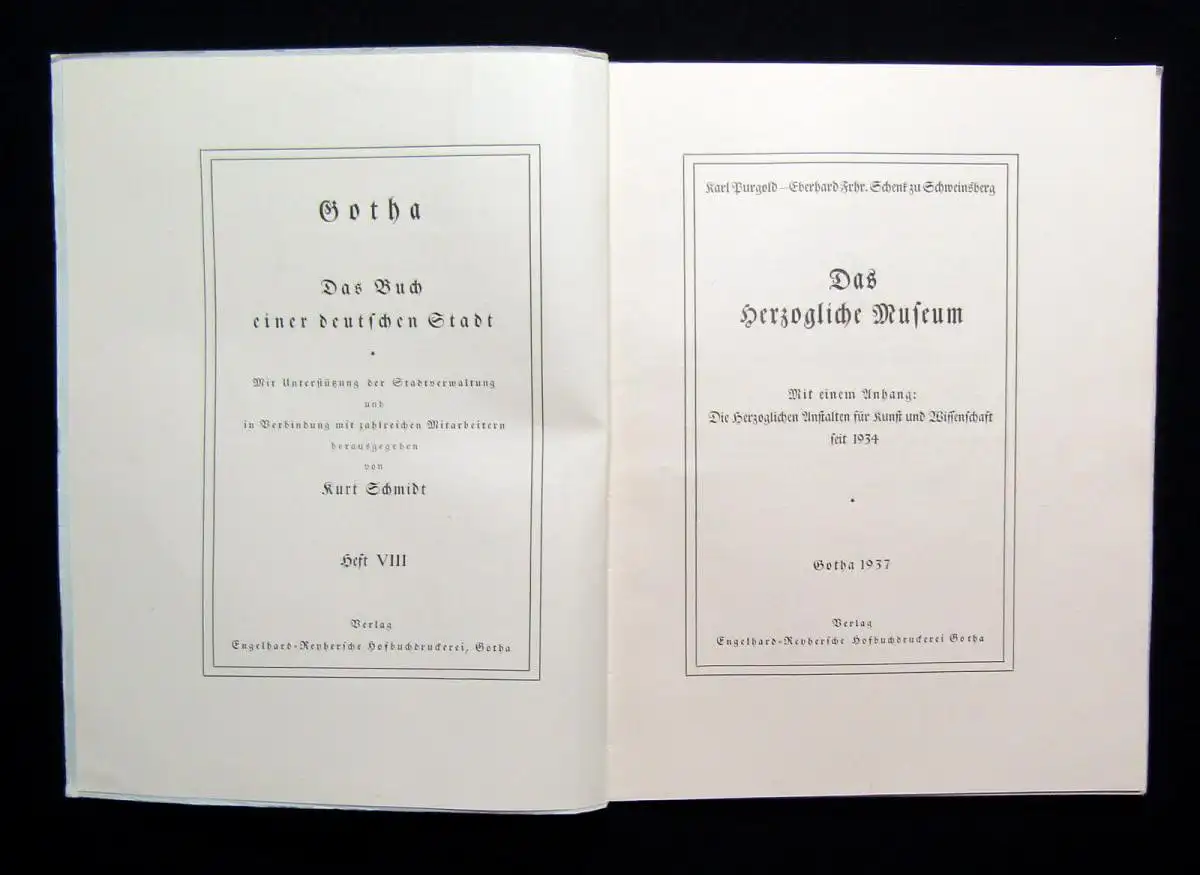 Gotha
Das Buch
einer deutschen Stadt
Mit Unterstützung der Stadtverwaltung
und
in Verbindung mit zahlreichen Mitarbeitern
herausgegeben
von
Kurt Schmidt
Heft VIII
Verlag
Engelhard-Reyhersche Hofbuchdruckerei, Gotha
Karl Purgold – Eberhard Frhr. Schenk zu Schweinsberg
Das
Herzogliche Museum
Mit einem Anhang:
Die Herzoglichen Anstalten für Kunst und Wissenschaft
seit 1934
Gotha 1937
Verlag
Engelhard-Reyhersche Hofbuchdruckerei Gotha